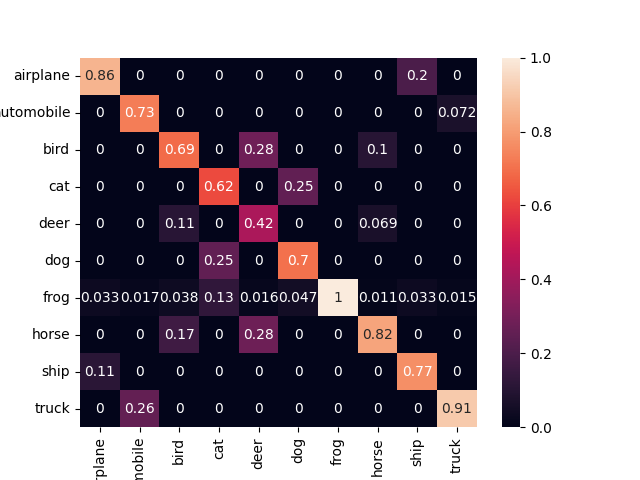 airplane 0.86 0 0 0 0 0 0 0 0.2 0
utomobile 0 0.73 0 0 0 0 0 0 0 0.072
bird 0 0 0.69 0 0.28 0 0 0.1 0 0
cat 0 0 0 0.62 0 0.25 0 0 0 0
deer 0 0 0.11 0 0.42 0 0 0.069 0 0
dog 0 0 0 0.25 0 0.7 0 0 0 0
frog 0.033 0.017 0.038 0.13 0.016 0.047 1 0.011 0.033 0.015
horse 0 0 0.17 0 0.28 0 0 0.82 0 0
ship 0.11 0 0 0 0 0 0 0 0.77 0
truck 0 0.26 0 0 0 0 0 0 0 0.91
rplane mobile bird cat deer dog frog horse ship truck
1.0
0.8
0.6
0.4
0.2
0.0